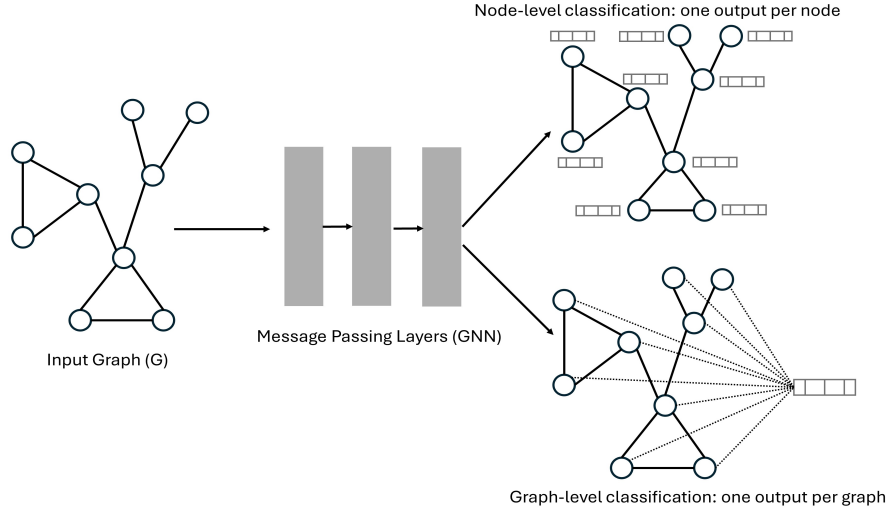 Node-level classification: one output per node
Message Passing Layers (GNN)
Input Graph (G)
Graph-level classification: one output per graph